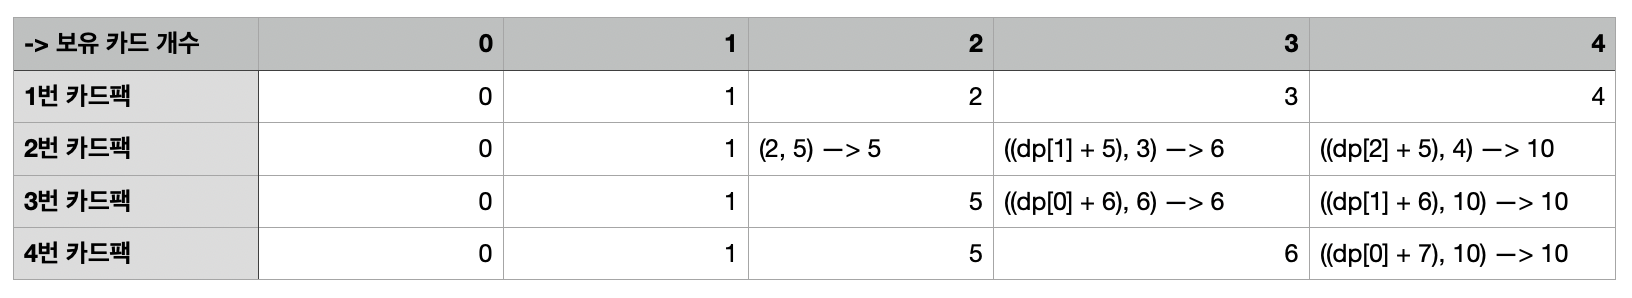 -> 보유 카드 개수 0 1 2 3 4
1번 카드팩 0 1 2 3 4
2번 카드팩 0 1 (2, 5) —> 5 ((dp[1] + 5), 3) —> 6 ((dp[2] + 5), 4) —> 10
3번 카드팩 0 1 5 ((dp[0] + 6), 6) —> 6 ((dp[1] + 6), 10) —> 10
4번 카드팩 0 1 5 6 ((dp[0] + 7), 10) —> 10